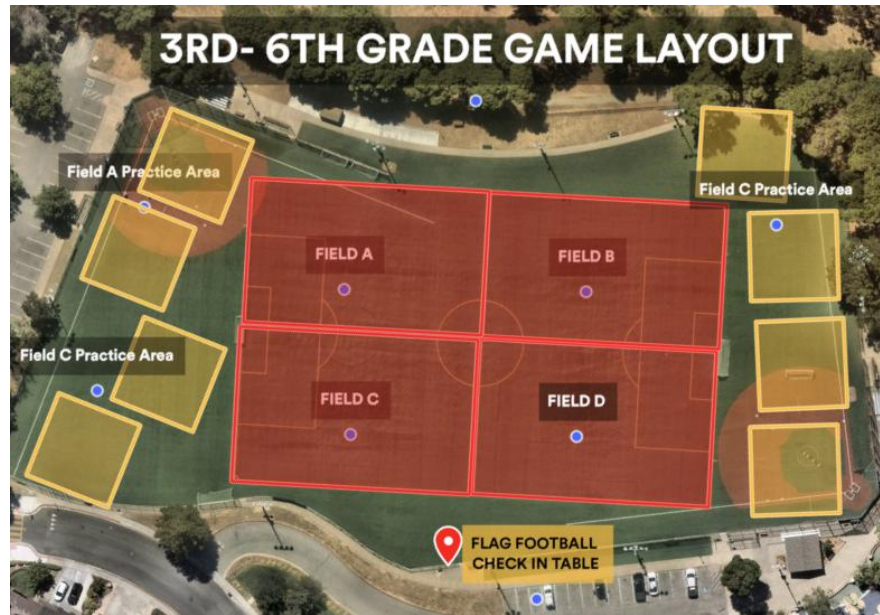 3RD- 6TH GRADE GAME LAYOUT
Field A Practice Area
Field C Practice Area
FIELD A
FIELD B
Field C Practice Area
FIELD C
FIELD D
FLAG FOOTBALL
CHECK IN TABLE